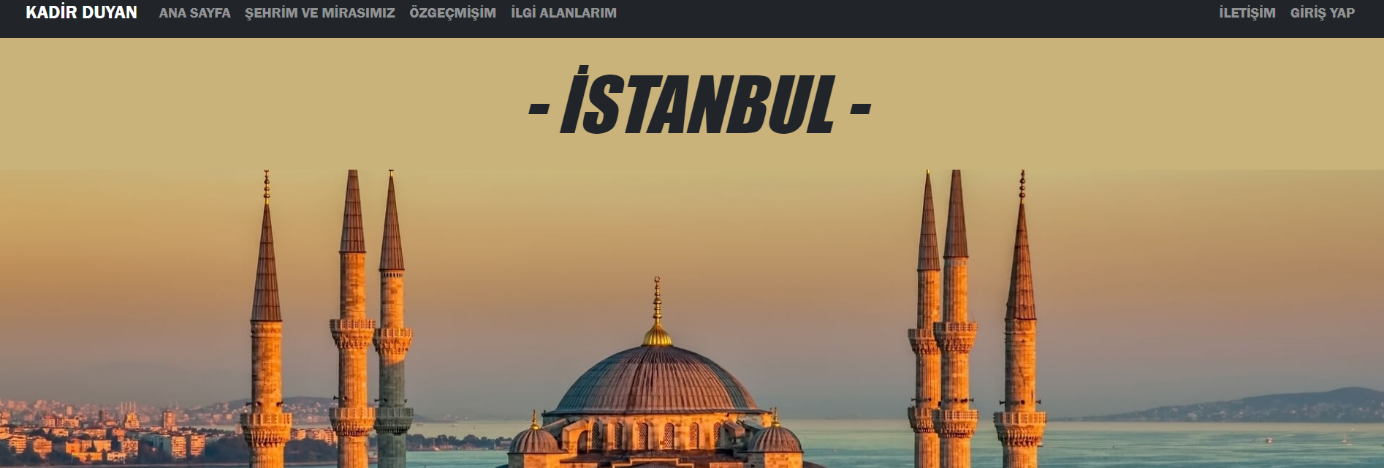 KADİR DUYAN ANA SAYFA ŞEHRİM VE MİRASIMIZ ÖZGEÇMİŞİM İLGİ ALANLARIM İLETİŞİM GİRİŞ YAP
- İSTANBUL -